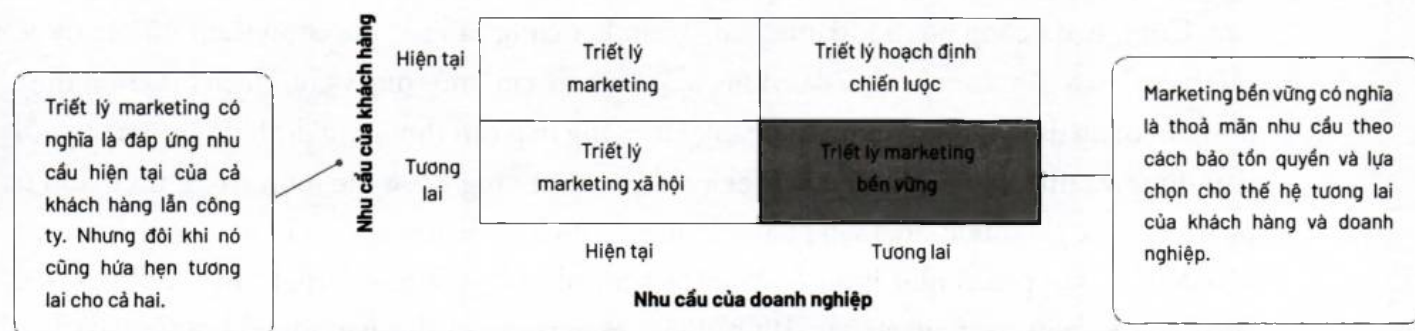 Triết lý marketing có
nghĩa là đáp ứng nhu
cầu hiện tại của cả
khách hàng lẫn công
ty. Nhưng đôi khi nó
cũng hứa hẹn tương
lai cho cả hai.
Nhu cầu của khách hàng
Hiện tại
Tương
lai
Triết lý
marketing
Triết lý hoạch định
chiến lược
Triết lý
marketing xã hội
Triết lý marketing
bền vững
Hiện tại
Tương lai
Nhu cầu của doanh nghiệp
Marketing bền vững có nghĩa
là thoả mãn nhu cầu theo
cách bảo tồn quyền và lựa
chọn cho thế hệ tương lai
của khách hàng và doanh
nghiệp.